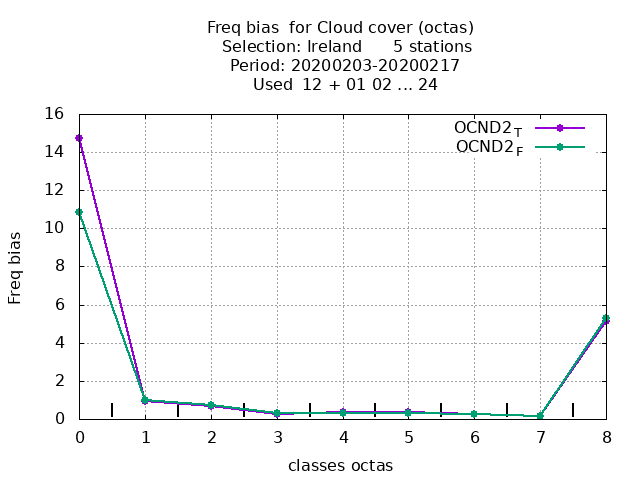 Freq bias  for Cloud cover (octas)
Selection: Ireland      5 stations
Period: 20200203-20200217
Used  12 + 01 02 ... 24
16
14
12
10
8
6
4
2
0
Freq bias
OCND2_T
OCND2_F
0 1 2 3 4 5 6 7 8
classes octas